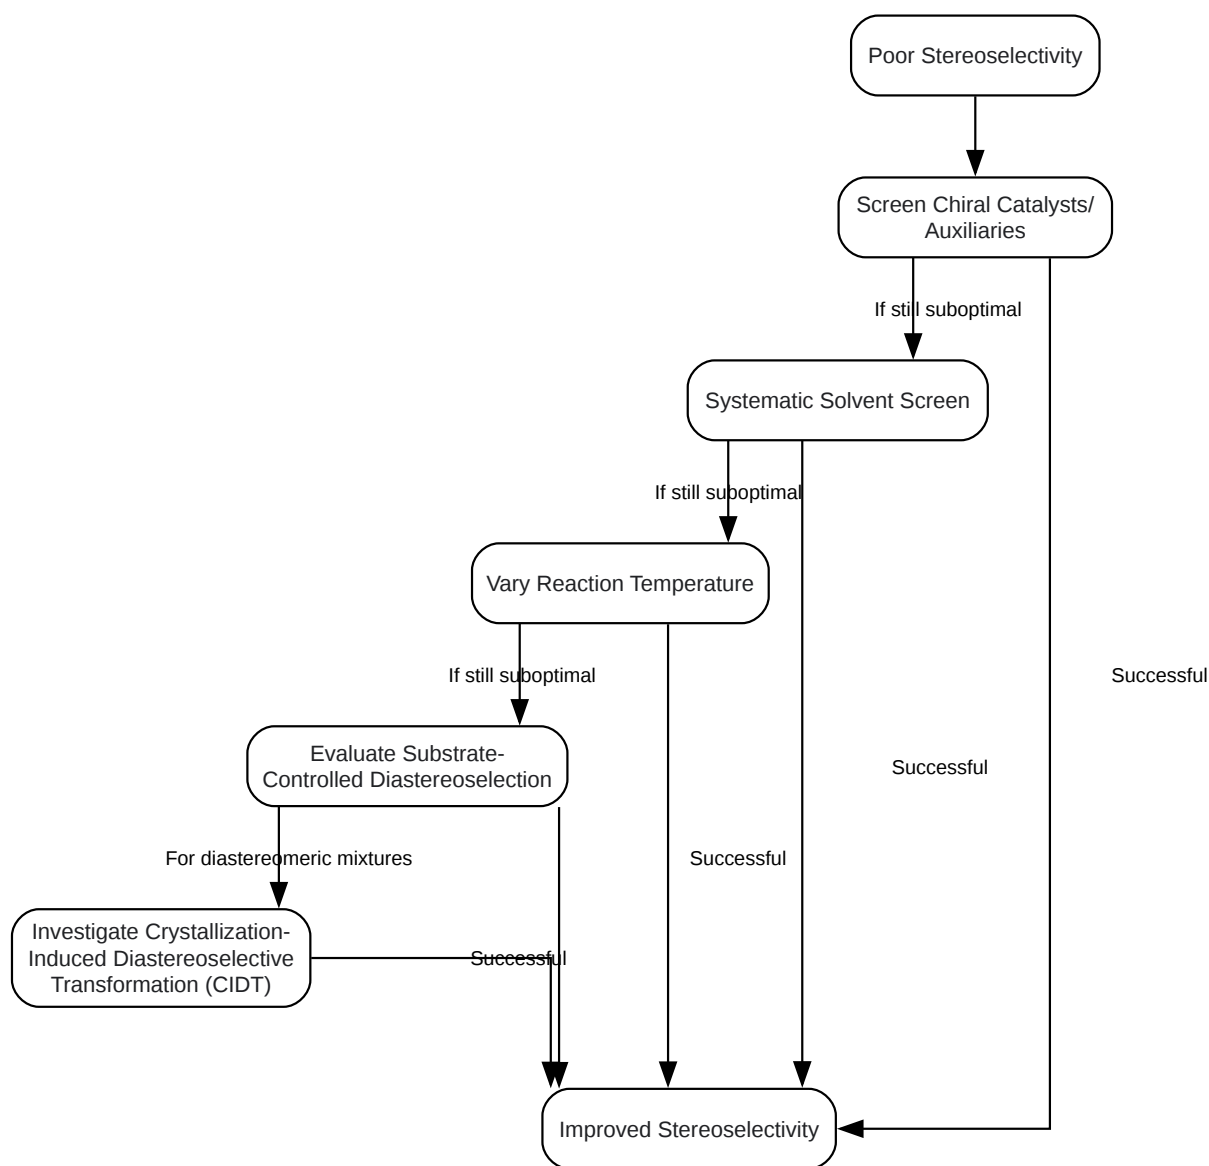 Poor Stereoselectivity
Screen Chiral Catalysts/
Auxiliaries
If still suboptimal
Systematic Solvent Screen
If still suboptimal
Vary Reaction Temperature
If still suboptimal
Successful
Evaluate Substrate-
Controlled Diastereoselection
Successful
For diastereomeric mixtures
Successful
Investigate Crystallization-
Induced Diastereoselective
Transformation (CIDT)
Successful
Improved Stereoselectivity